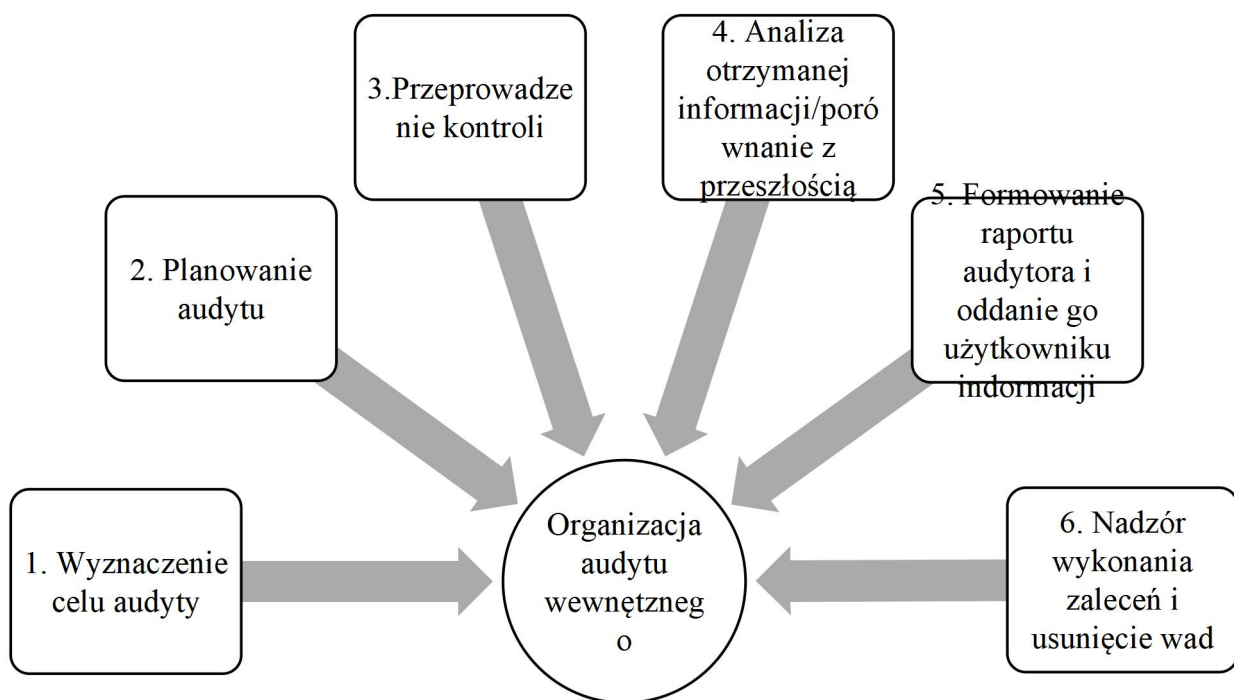 1. Wyznaczenie
celu audyty
2. Planowanie
audytu
3.Przeprowadze
nie kontroli
4. Analiza
otrzymanej
informacji/poró
wnanie z
przeszłością
5. Formowanie
raportu
audytora i
oddanie go
użytkowniku
indormacji
6. Nadzór
wykonania
zaleceń i
usunięcie wad
Organizacja
audytu
wewnętzneg
o